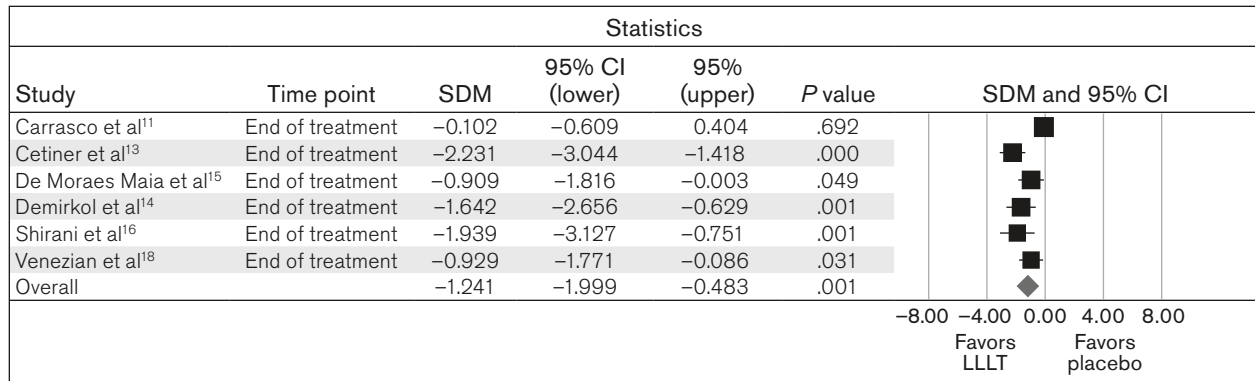 Statistics
Study Time point SDM 95% CI (lower) 95% (upper) P value SDM and 95% CI
Carrasco et al11 End of treatment –0.102 –0.609 0.404 .692
Cetiner et al13 End of treatment –2.231 –3.044 –1.418 .000
De Moraes Maia et al15 End of treatment –0.909 –1.816 –0.003 .049
Demirkol et al14 End of treatment –1.642 –2.656 –0.629 .001
Shirani et al16 End of treatment –1.939 –3.127 –0.751 .001
Venezian et al18 End of treatment –0.929 –1.771 –0.086 .031
Overall –1.241 –1.999 –0.483 .001
–8.00 –4.00 0.00 4.00 8.00
Favors LLLT Favors placebo